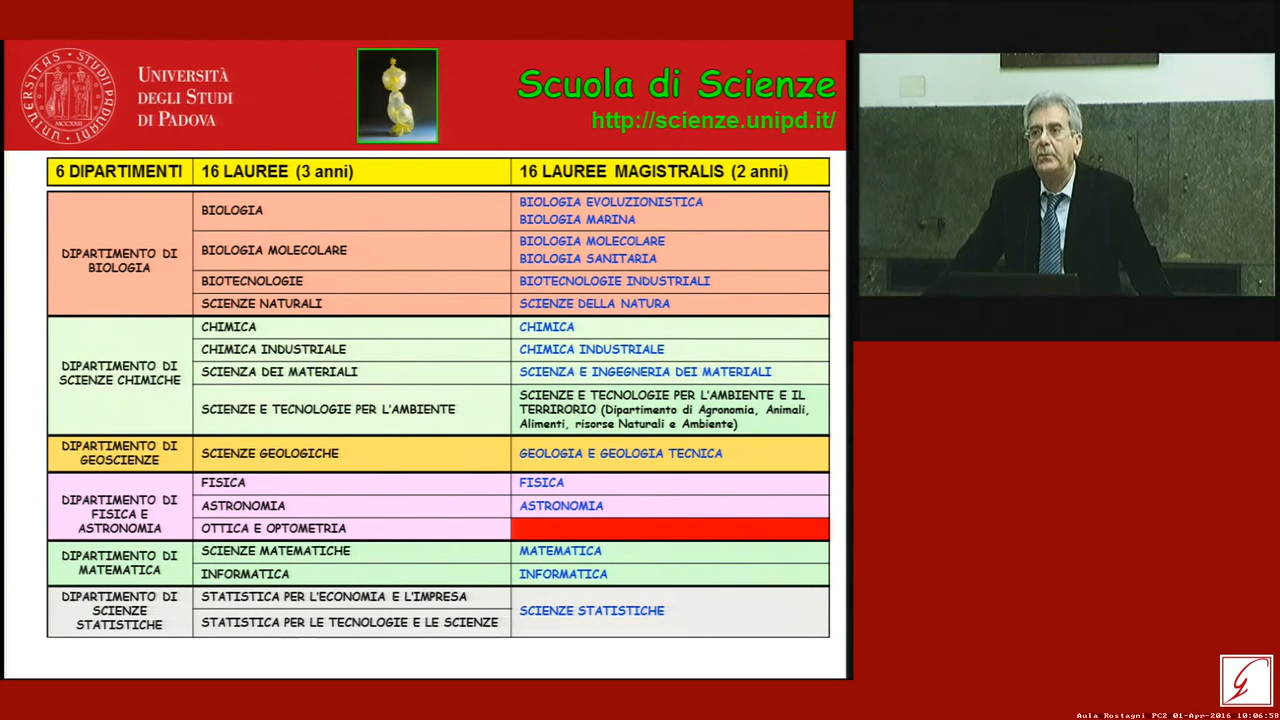 UNIVERSITÀ
DEGLI STUDI
DI PADOVA
Scuola di Scienze
http://scienze.unipd.it/
6 DIPARTIMENTI 16 LAUREE (3 anni) 16 LAUREE MAGISTRALIS (2 anni)
DIPARTIMENTO DI
BIOLOGIA
BIOLOGIA
BIOLOGIA EVOLUZIONISTICA
BIOLOGIA MARINA
BIOLOGIA MOLECOLARE
BIOLOGIA MOLECOLARE
BIOLOGIA SANITARIA
BIOTECNOLOGIE
BIOTECNOLOGIE INDUSTRIALI
SCIENZE NATURALI
SCIENZE DELLA NATURA
DIPARTIMENTO DI
SCIENZE CHIMICHE
CHIMICA
CHIMICA
CHIMICA INDUSTRIALE
CHIMICA INDUSTRIALE
SCIENZA DEI MATERIALI
SCIENZA E INGEGNERIA DEI MATERIALI
SCIENZE E TECNOLOGIE PER L'AMBIENTE
SCIENZE E TECNOLOGIE PER L'AMBIENTE E IL
TERRIRORIO (Dipartimento di Agronomia, Animali,
Alimenti, risorse Naturali e Ambiente)
DIPARTIMENTO DI
GEOSCIENZE
SCIENZE GEOLOGICHE
GEOLOGIA E GEOLOGIA TECNICA
DIPARTIMENTO DI
FISICA E
ASTRONOMIA
FISICA
FISICA
ASTRONOMIA
ASTRONOMIA
OTTICA E OPTOMETRIA
DIPARTIMENTO DI
MATEMATICA
SCIENZE MATEMATICHE
MATEMATICA
INFORMATICA
INFORMATICA
DIPARTIMENTO DI
SCIENZE
STATISTICHE
STATISTICA PER L'ECONOMIA E L'IMPRESA
STATISTICA PER LE TECNOLOGIE E LE SCIENZE
SCIENZE STATISTICHE
Aula Rostagni PC2 01-Apr-2016 10:06:58